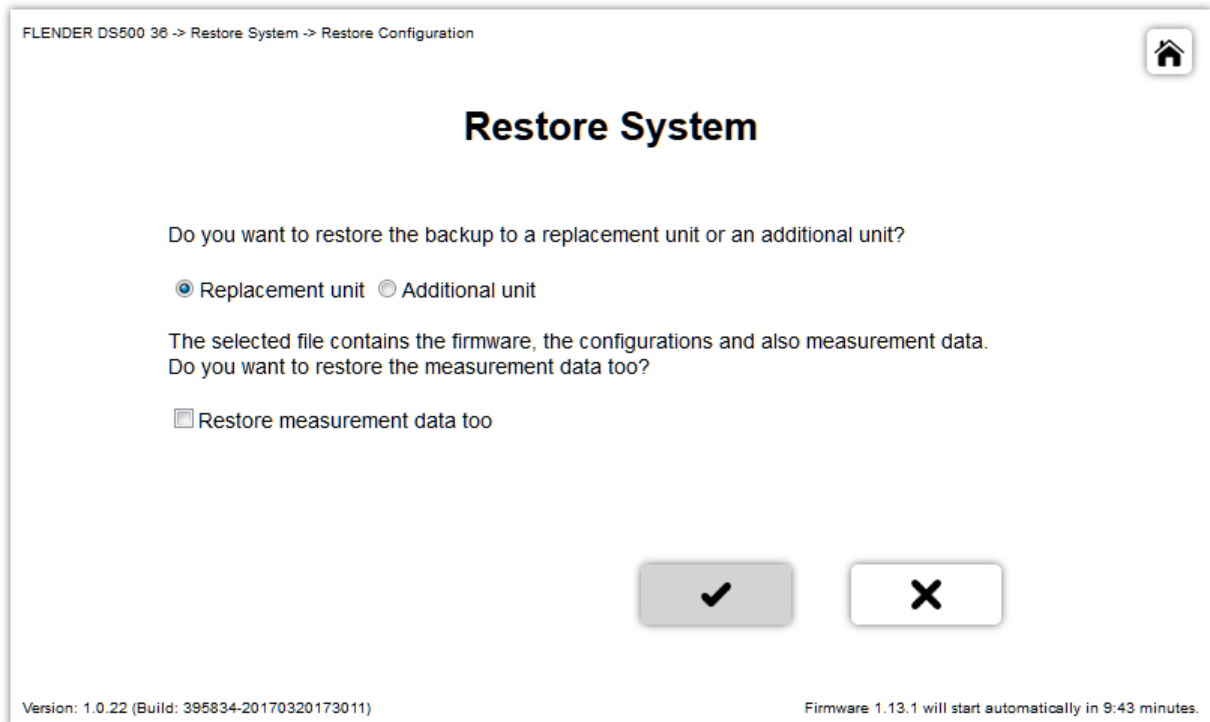 FLENDER DS500 36 -> Restore System -> Restore Configuration
Restore System
Do you want to restore the backup to a replacement unit or an additional unit?
Replacement unit Additional unit
The selected file contains the firmware, the configurations and also measurement data.
Do you want to restore the measurement data too?
Restore measurement data too
Version: 1.0.22 (Build: 395834-20170320173011) Firmware 1.13.1 will start automatically in 9:43 minutes.